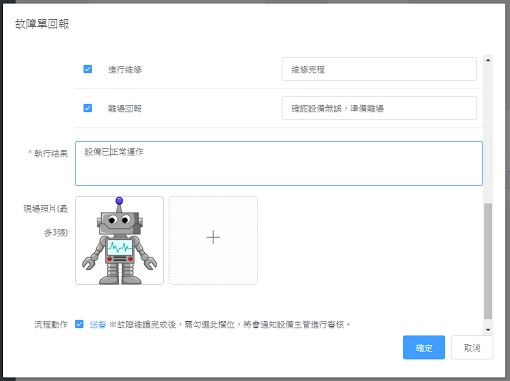 故障單回報
進行維修 維修完程
離場回報 確認設備無誤，準備離場
* 執行結果 設備已正常運作
現場照片(最
多3張)
流程動作 送審 ※故障維護完成後，需勾選此欄位，將會通知設備主管進行審核。
確定 取消